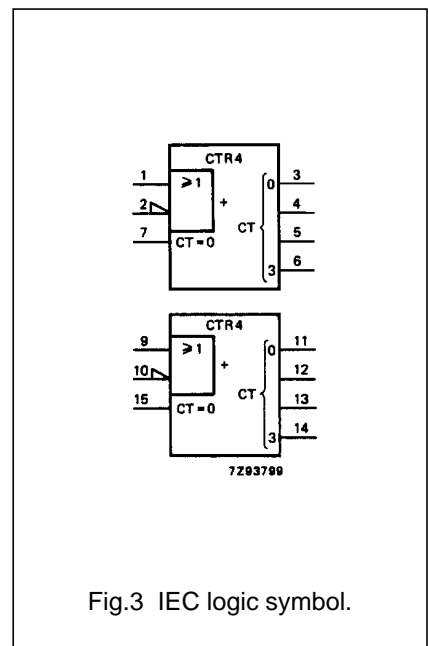 CTR4
1 ≥1 0 3
2 + 4
7 CT=0 CT 5
3 6
CTR4
9 ≥1 0 11
10 + 12
15 CT=0 CT 13
3 14
7Z93799
Fig.3 IEC logic symbol.